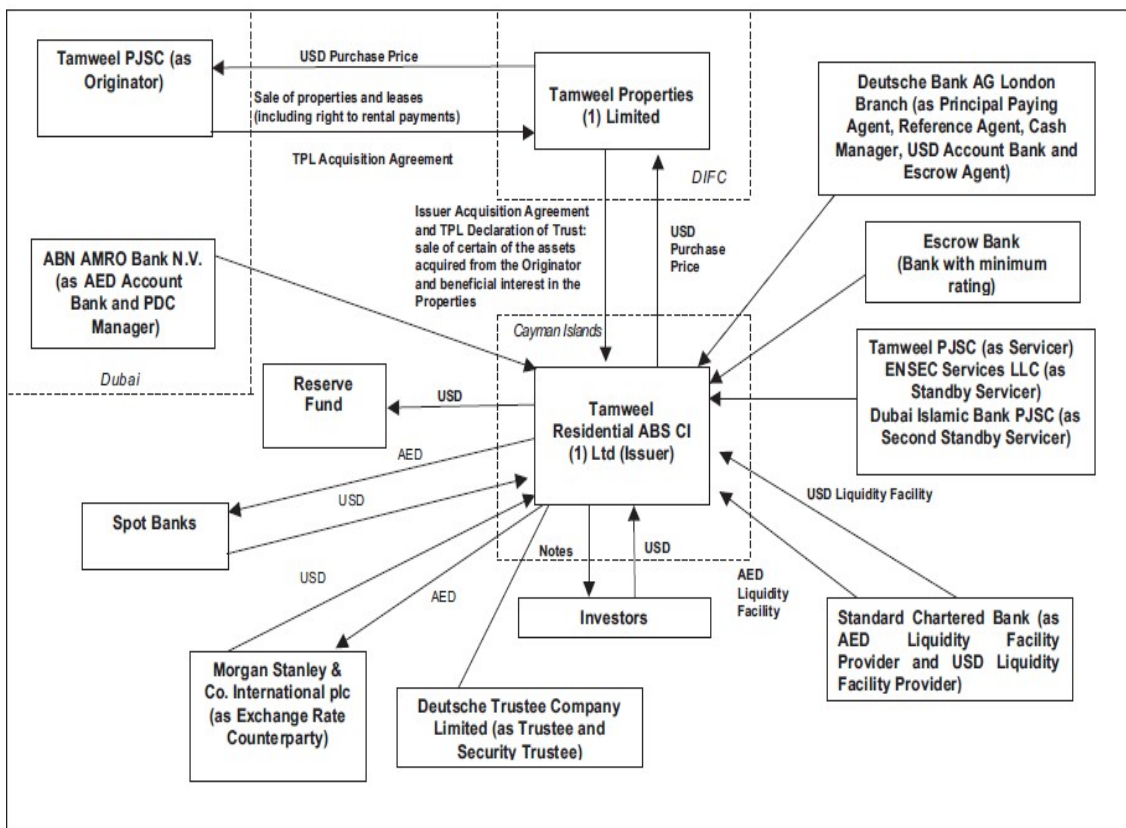 Tamweel PJSC (as
Originator)
USD Purchase Price
Sale of properties and leases
(including right to rental payments)
TPL Acquisition Agreement
Tamweel Properties
(1) Limited
DIFC
Deutsche Bank AG London
Branch (as Principal Paying
Agent, Reference Agent, Cash
Manager, USD Account Bank and
Escrow Agent)
Issuer Acquisition Agreement
and TPL Declaration of Trust:
sale of certain of the assets
acquired from the Originator
and beneficial interest in the
Properties
USD
Purchase
Price
ABN AMRO Bank N.V.
(as AED Account
Bank and PDC
Manager)
Dubai
Escrow Bank
(Bank with minimum
rating)
Cayman Islands
Tamweel PJSC (as Servicer)
ENSEC Services LLC (as
Standby Servicer)
Dubai Islamic Bank PJSC (as
Second Standby Servicer)
Reserve
Fund
USD
Tamweel
Residential ABS CI
(1) Ltd (Issuer)
AED
USD
Spot Banks
USD Liquidity Facility
USD
AED
Notes
USD
AED
Liquidity
Facility
Investors
Standard Chartered Bank (as
AED Liquidity Facility
Provider and USD Liquidity
Facility Provider)
Morgan Stanley &
Co. International plc
(as Exchange Rate
Counterparty)
Deutsche Trustee Company
Limited (as Trustee and
Security Trustee)